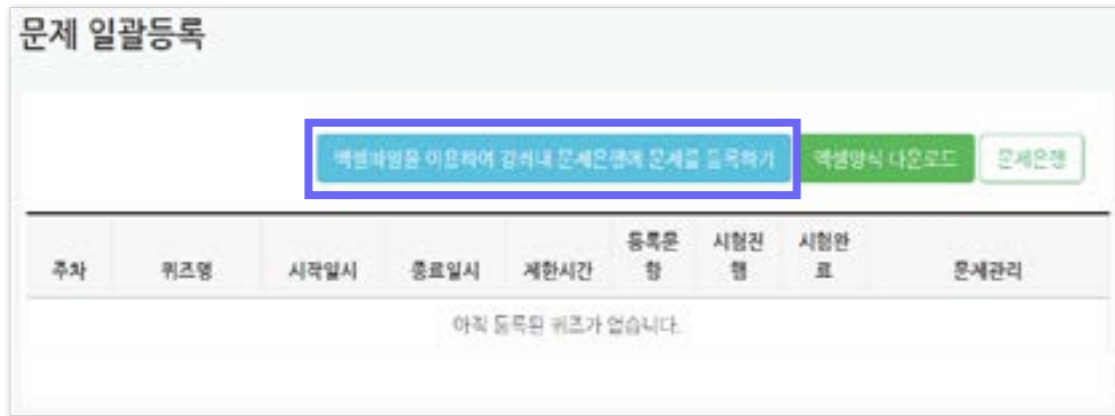 문제 일괄등록
엑셀파일을 이용하여 강좌내 문제은행에 문제를 등록하기 엑셀양식 다운로드 문제은행
주차 퀴즈명 시작일시 종료일시 제한시간 등록문항 시험진행 시험완료 문제관리
아직 등록된 퀴즈가 없습니다.